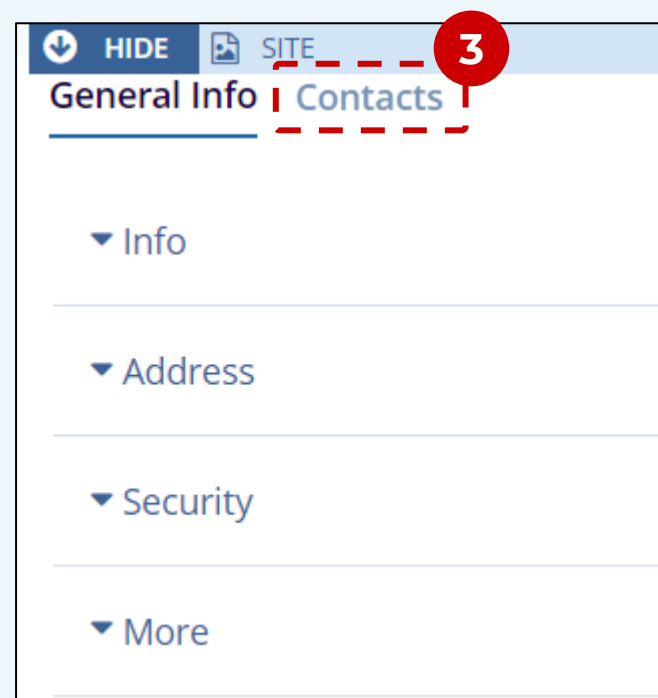 HIDE SITE 3
General Info Contacts
Info
Address
Security
More